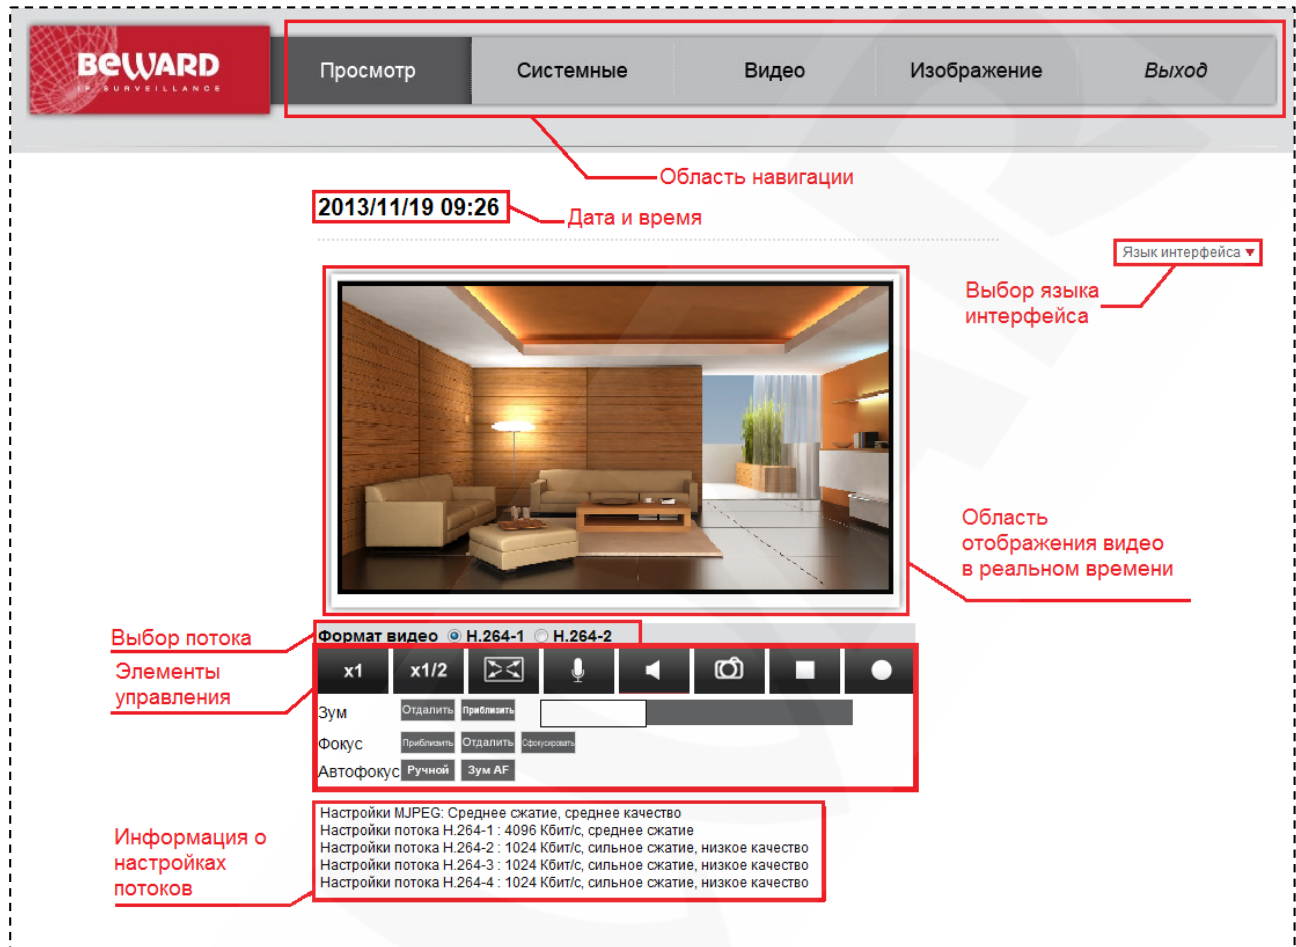 BEWARD
IP SURVEILLANCE
Просмотр
Системные
Видео
Изображение
Выход
Область навигации
2013/11/19 09:26
Дата и время
Язык интерфейса
Выбор языка
интерфейса
Область
отображения видео
в реальном времени
Выбор потока
Формат видео H.264-1 H.264-2
Элементы
управления
x1
x1/2
Зум
Отдалить
Приблизить
Фокус
Приблизить
Отдалить
Сфокусировать
Автофокус
Ручной
Зум AF
Информация о
настройках
потоков
Настройки MJPEG: Среднее сжатие, среднее качество
Настройки потока H.264-1 : 4096 Кбит/с, среднее сжатие
Настройки потока H.264-2 : 1024 Кбит/с, сильное сжатие, низкое качество
Настройки потока H.264-3 : 1024 Кбит/с, сильное сжатие, низкое качество
Настройки потока H.264-4 : 1024 Кбит/с, сильное сжатие, низкое качество